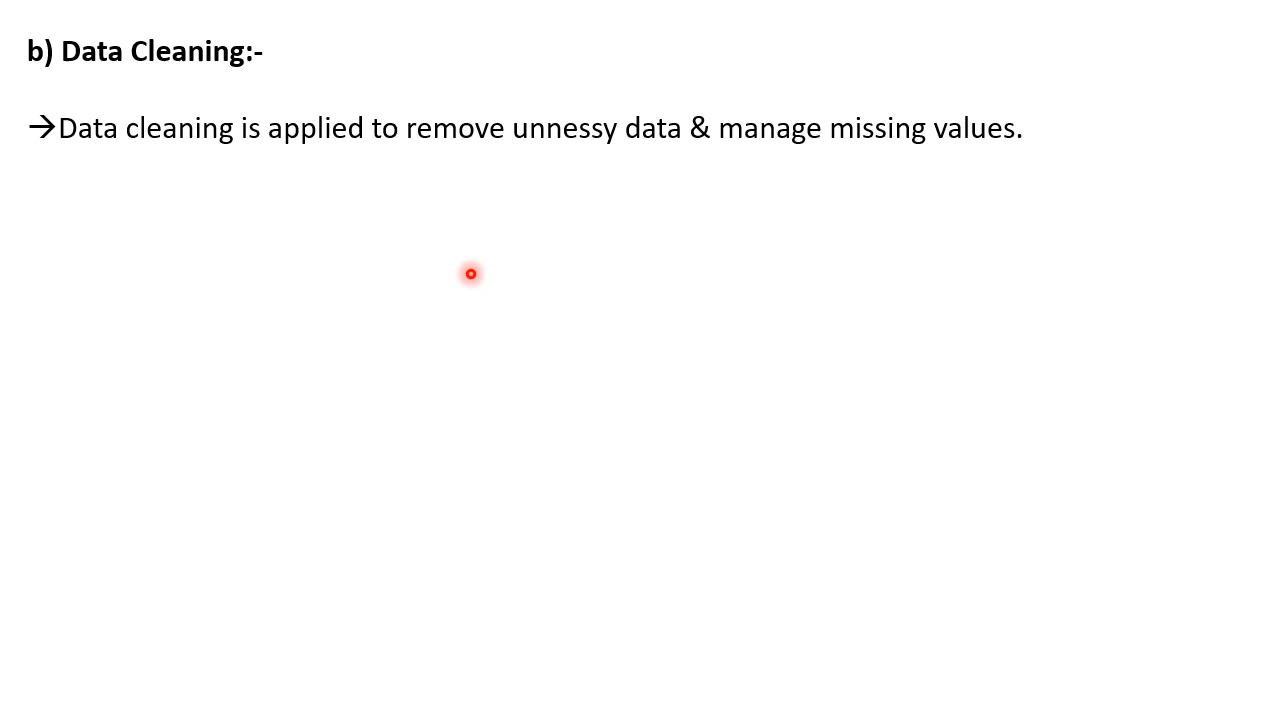 b) Data Cleaning:-
→Data cleaning is applied to remove unnessy data & manage missing values.